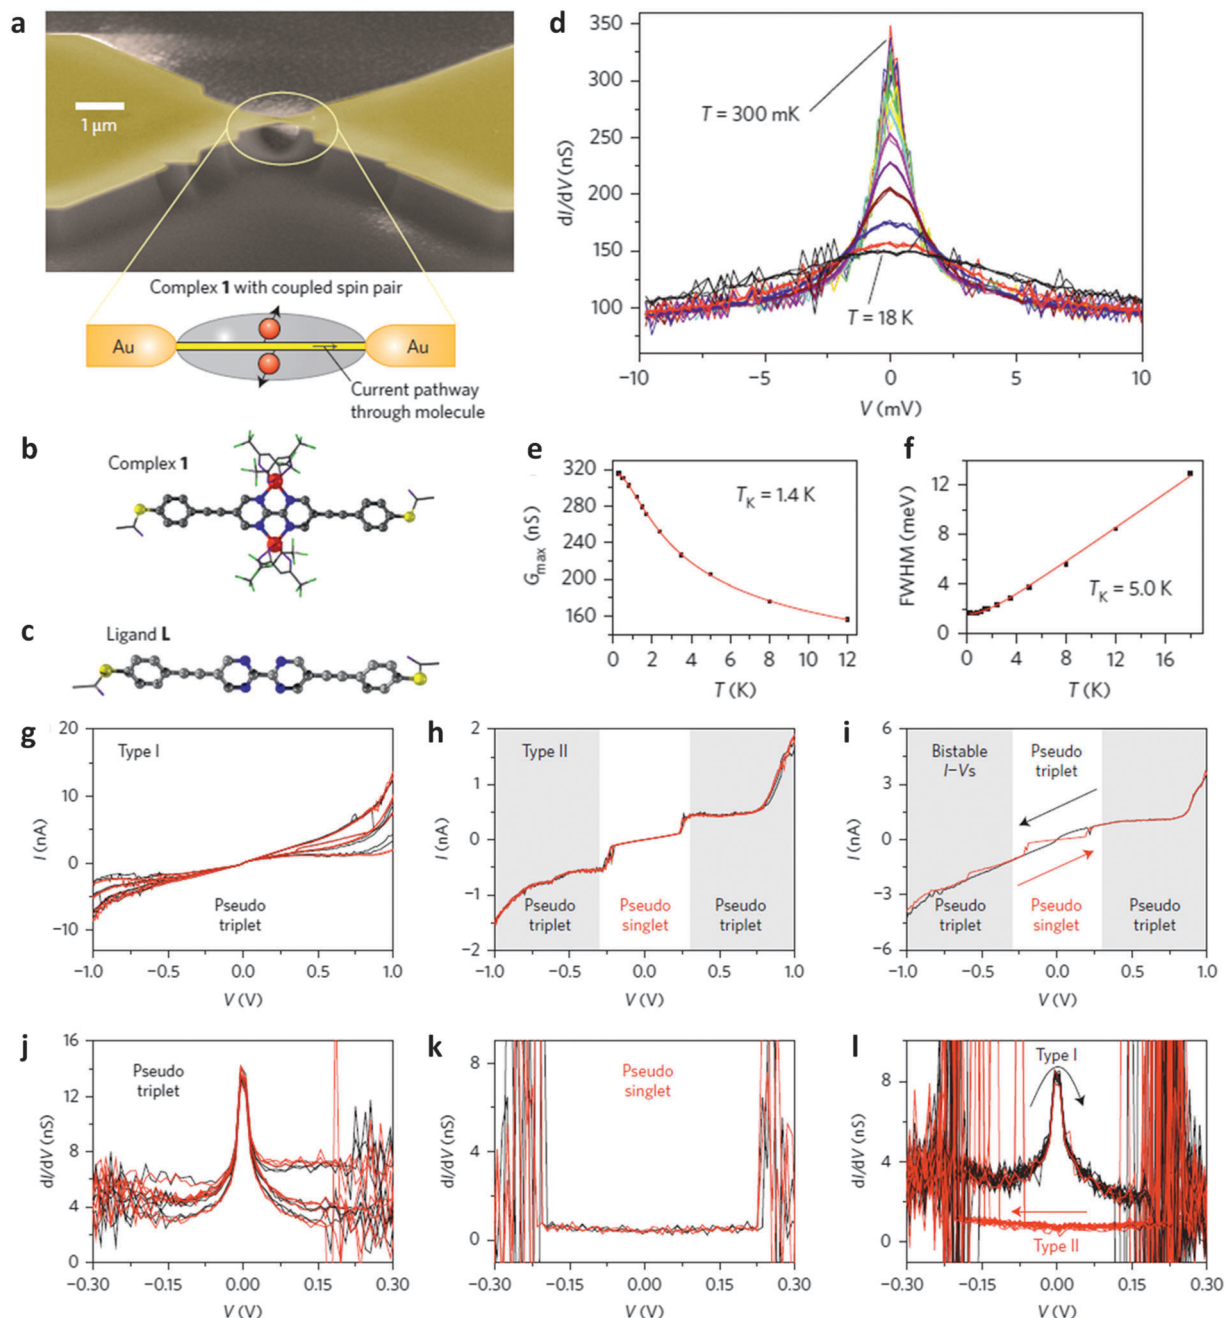 a
1 μm
Complex 1 with coupled spin pair
Au
Au
Current pathway
through molecule
b
Complex 1
c
Ligand L
d
350
300
250
200
150
100
dI/dV (nS)
T = 300 mK
T = 18 K
−10
−5
0
5
10
V (mV)
e
320
280
240
200
160
Gmax (nS)
TK = 1.4 K
0
2
4
6
8
10
12
T (K)
f
12
8
4
0
FWHM (meV)
TK = 5.0 K
0
4
8
12
16
T (K)
g
20
10
0
−10
I (nA)
Type I
Pseudo
triplet
−1.0
−0.5
0.0
0.5
1.0
V (V)
h
2
1
0
−1
−2
I (nA)
Type II
Pseudo
triplet
Pseudo
singlet
Pseudo
triplet
−1.0
−0.5
0.0
0.5
1.0
V (V)
i
6
3
0
−3
−6
I (nA)
Bistable
I–Vs
Pseudo
triplet
Pseudo
triplet
Pseudo
singlet
Pseudo
triplet
−1.0
−0.5
0.0
0.5
1.0
V (V)
j
16
12
8
4
0
dI/dV (nS)
Pseudo
triplet
−0.30
−0.15
0.00
0.15
0.30
V (V)
k
8
4
0
dI/dV (nS)
Pseudo
singlet
−0.30
−0.15
0.00
0.15
0.30
V (V)
l
8
4
0
dI/dV (nS)
Type I
Type II
−0.30
−0.15
0.00
0.15
0.30
V (V)